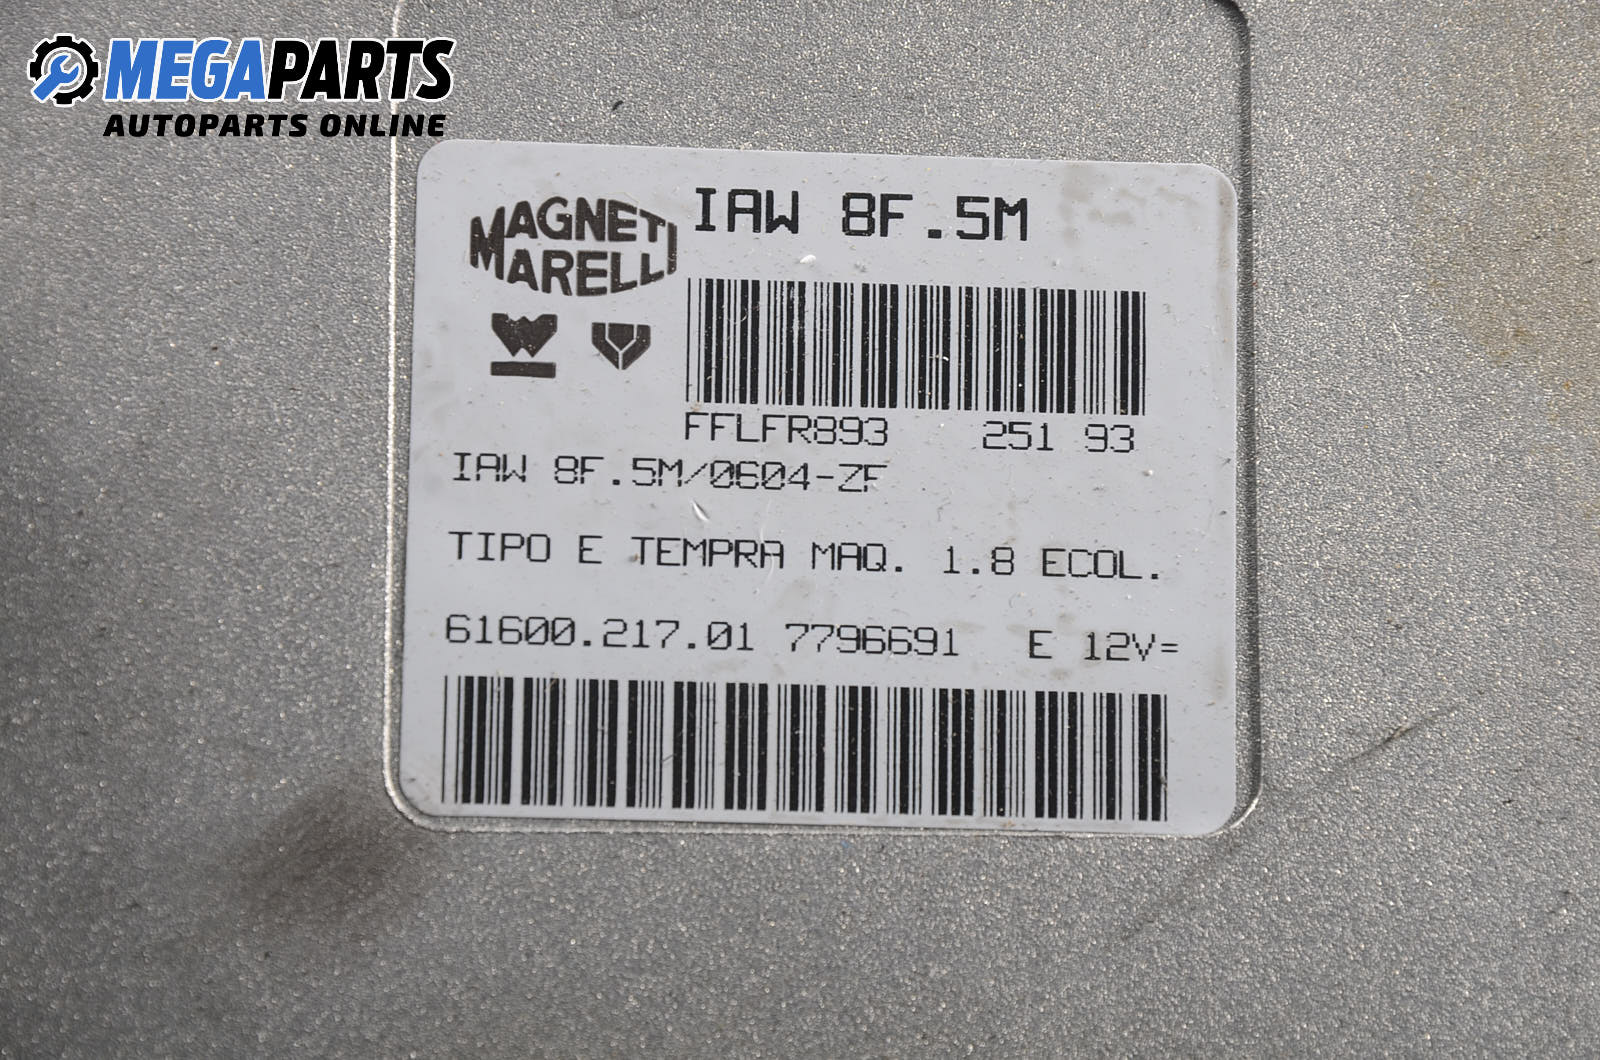 MEGAPARTS
AUTOPARTS ONLINE
MAGNETI
MARELLI
IAW 8F.5M
FFLFR893 251 93
IAW 8F.5M/0604-ZF
TIPO E TEMPRA MAQ. 1.8 ECOL.
61600.217.01 7796691 E 12V=